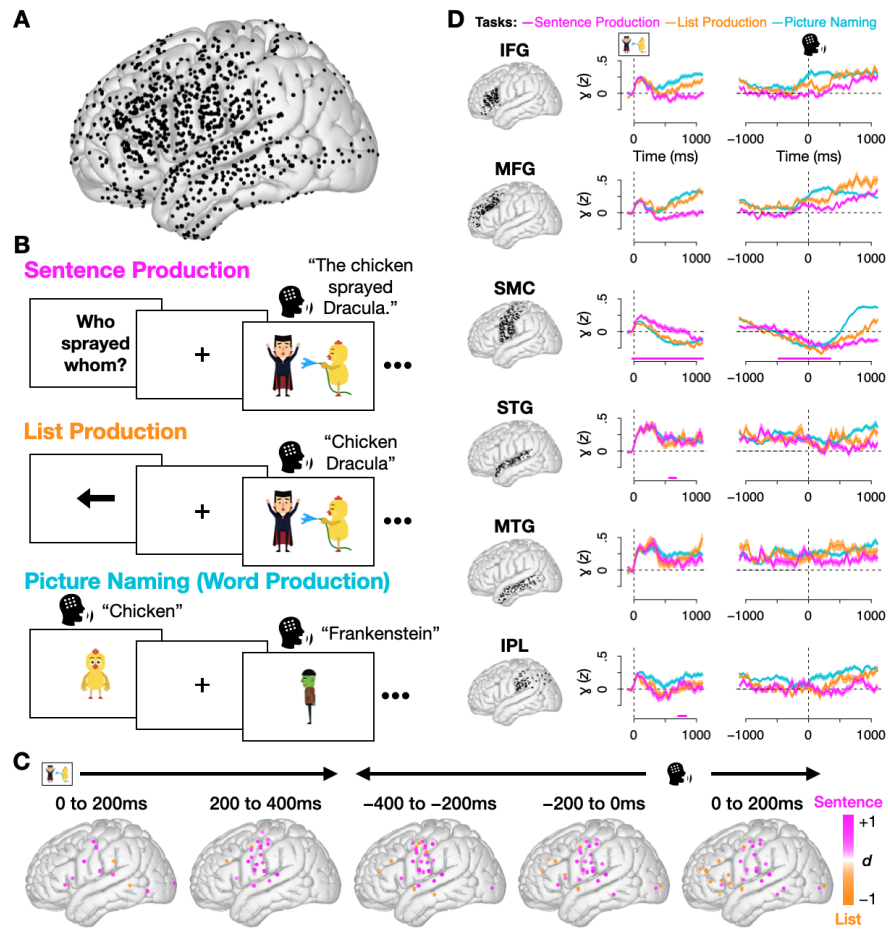 A
B
Sentence Production
Who
sprayed
whom?
+
“The chicken
sprayed
Dracula.”
•••
List Production
+
“Chicken
Dracula”
•••
Picture Naming (Word Production)
“Chicken”
+
“Frankenstein”
•••
C
0 to 200ms
200 to 400ms
−400 to −200ms
−200 to 0ms
0 to 200ms
Sentence
+1
d
−1
List
D
Tasks: Sentence Production List Production Picture Naming
IFG
γ (z)
.5
0
0 1000
−1000 0 1000
Time (ms) Time (ms)
MFG
γ (z)
.5
0
0 1000
−1000 0 1000
SMC
γ (z)
.5
0
0 1000
−1000 0 1000
STG
γ (z)
.5
0
0 1000
−1000 0 1000
MTG
γ (z)
.5
0
0 1000
−1000 0 1000
IPL
γ (z)
.5
0
0 1000
−1000 0 1000